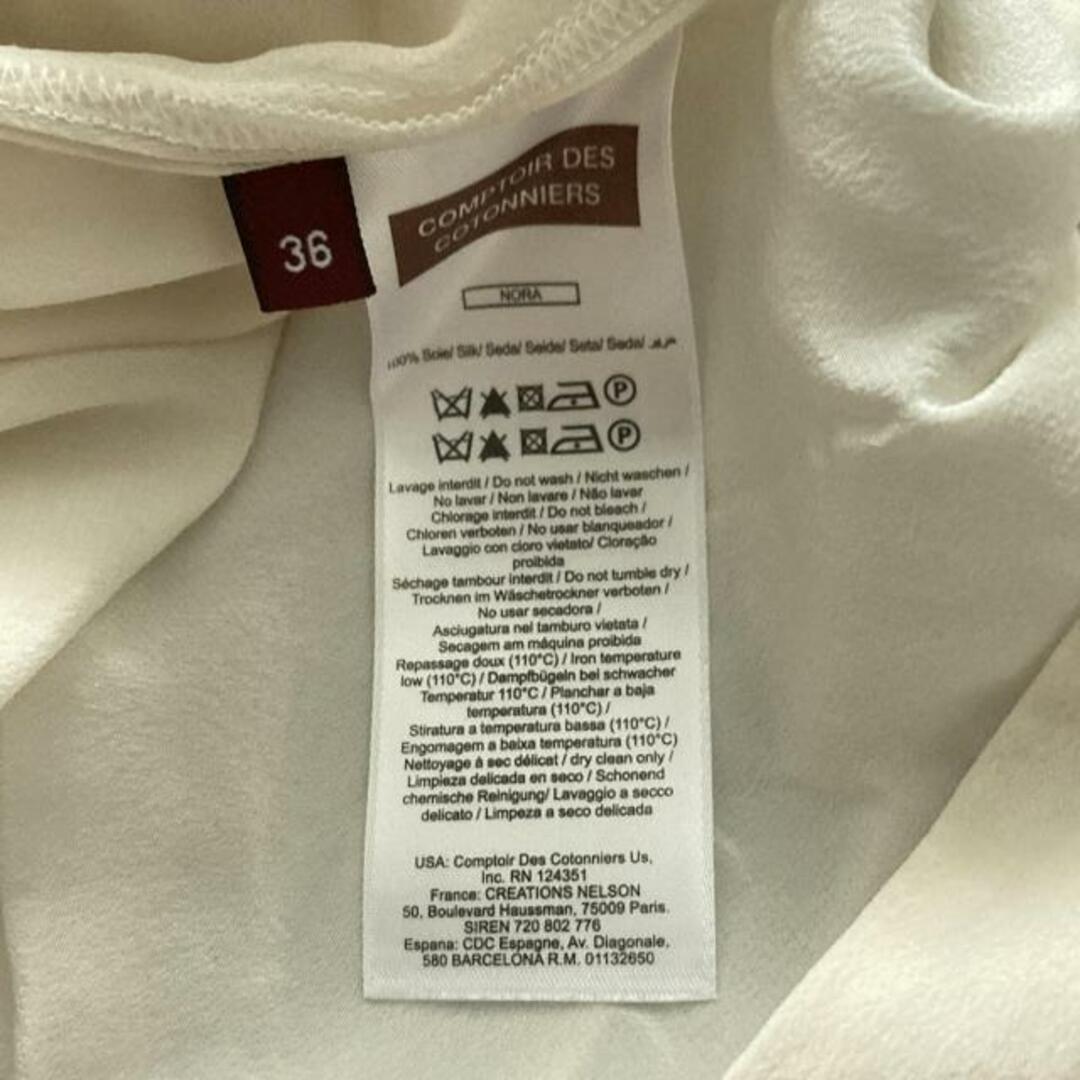 36
COMPTOIR DES
COTONNIERS
NORA
100% Soie/ Silk/ Seda/ Seide/ Seta/ Seda/ حرير
P
P
Lavage interdit / Do not wash / Nicht waschen /
No lavar / Non lavare / Não lavar
Chlorage interdit / Do not bleach /
Chloren verboten / No usar blanqueador /
Lavaggio con cloro vietato/ Cloração
proibida
Séchage tambour interdit / Do not tumble dry /
Trocknen im Wäschetrockner verboten /
No usar secadora /
Asciugatura nel tamburo vietata /
Secagem am máquina proibida
Repassage doux (110°C) / Iron temperature
low (110°C) / Dampfbügeln bei schwacher
Temperatur 110°C / Planchar a baja
temperatura (110°C) /
Stiratura a temperatura bassa (110°C) /
Engomagem a baixa temperatura (110°C)
Nettoyage à sec délicat / dry clean only /
Limpieza delicada en seco / Schonend
chemische Reinigung/ Lavaggio a secco
delicato / Limpeza a seco delicada
USA: Comptoir Des Cotonniers Us,
Inc. RN 124351
France: CREATIONS NELSON
50, Boulevard Haussman, 75009 Paris.
SIREN 720 802 776
Espana: CDC Espagne, Av. Diagonale,
580 BARCELONA R.M. 01132650